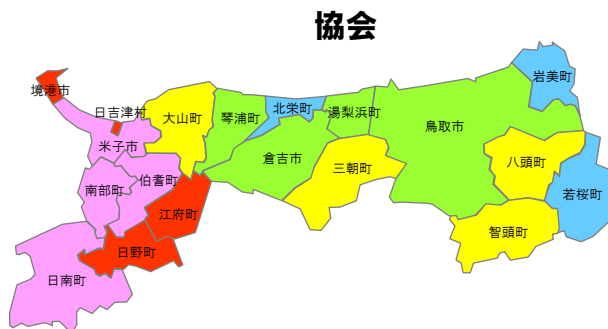 協会
岩美町
境港市
日吉津村
大山町
琴浦町
北栄町
湯梨浜町
鳥取市
米子市
倉吉市
三朝町
八頭町
南部町
伯耆町
若桜町
江府町
智頭町
日野町
日南町